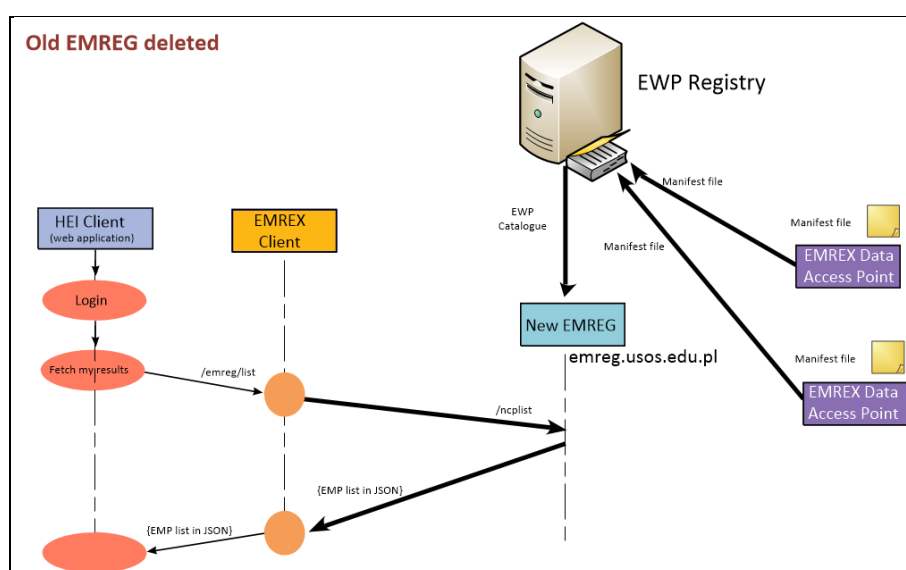 Old EMREG deleted
EWP Registry
Manifest file
HEI Client
(web application)
EMREX
Client
EWP
Catalogue
Manifest file
Manifest file
EMREX Data
Access Point
Login
New EMREG
emreg.usos.edu.pl
Manifest file
Fetch my results
/emreg/list
EMREX Data
Access Point
/ncplist
{EMP list in JSON}
{EMP list in JSON}